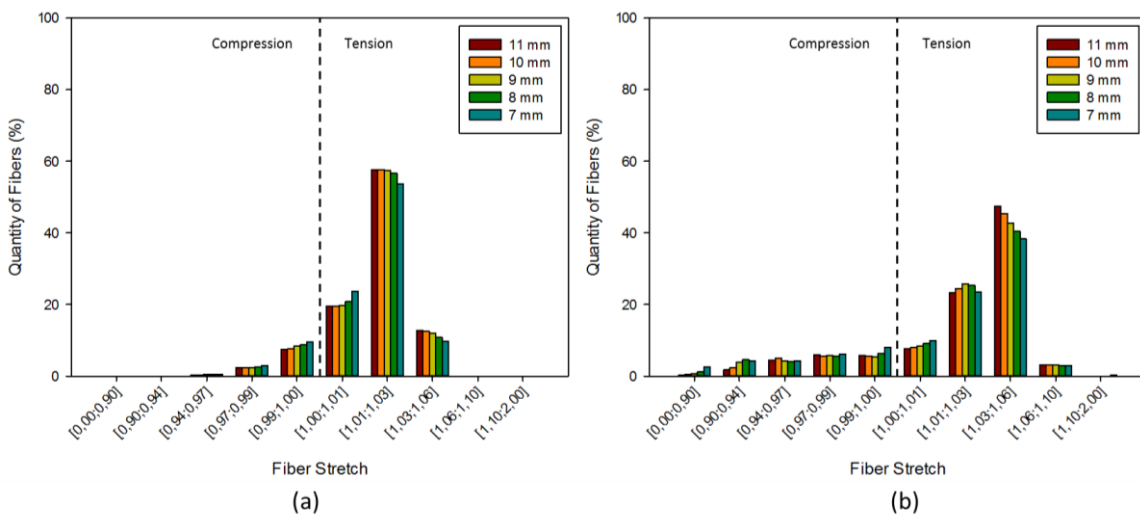 100
80
60
40
20
0
Quantity of Fibers (%)
Compression
Tension
11 mm
10 mm
9 mm
8 mm
7 mm
[0,00;0,90]
[0,90;0,94]
[0,94;0,97]
[0,97;0,99]
[0,99;1,00]
[1,00;1,01]
[1,01;1,03]
[1,03;1,06]
[1,06;1,10]
[1,10;2,00]
Fiber Stretch
(a)
100
80
60
40
20
0
Quantity of Fibers (%)
Compression
Tension
11 mm
10 mm
9 mm
8 mm
7 mm
[0,00;0,90]
[0,90;0,94]
[0,94;0,97]
[0,97;0,99]
[0,99;1,00]
[1,00;1,01]
[1,01;1,03]
[1,03;1,06]
[1,06;1,10]
[1,10;2,00]
Fiber Stretch
(b)